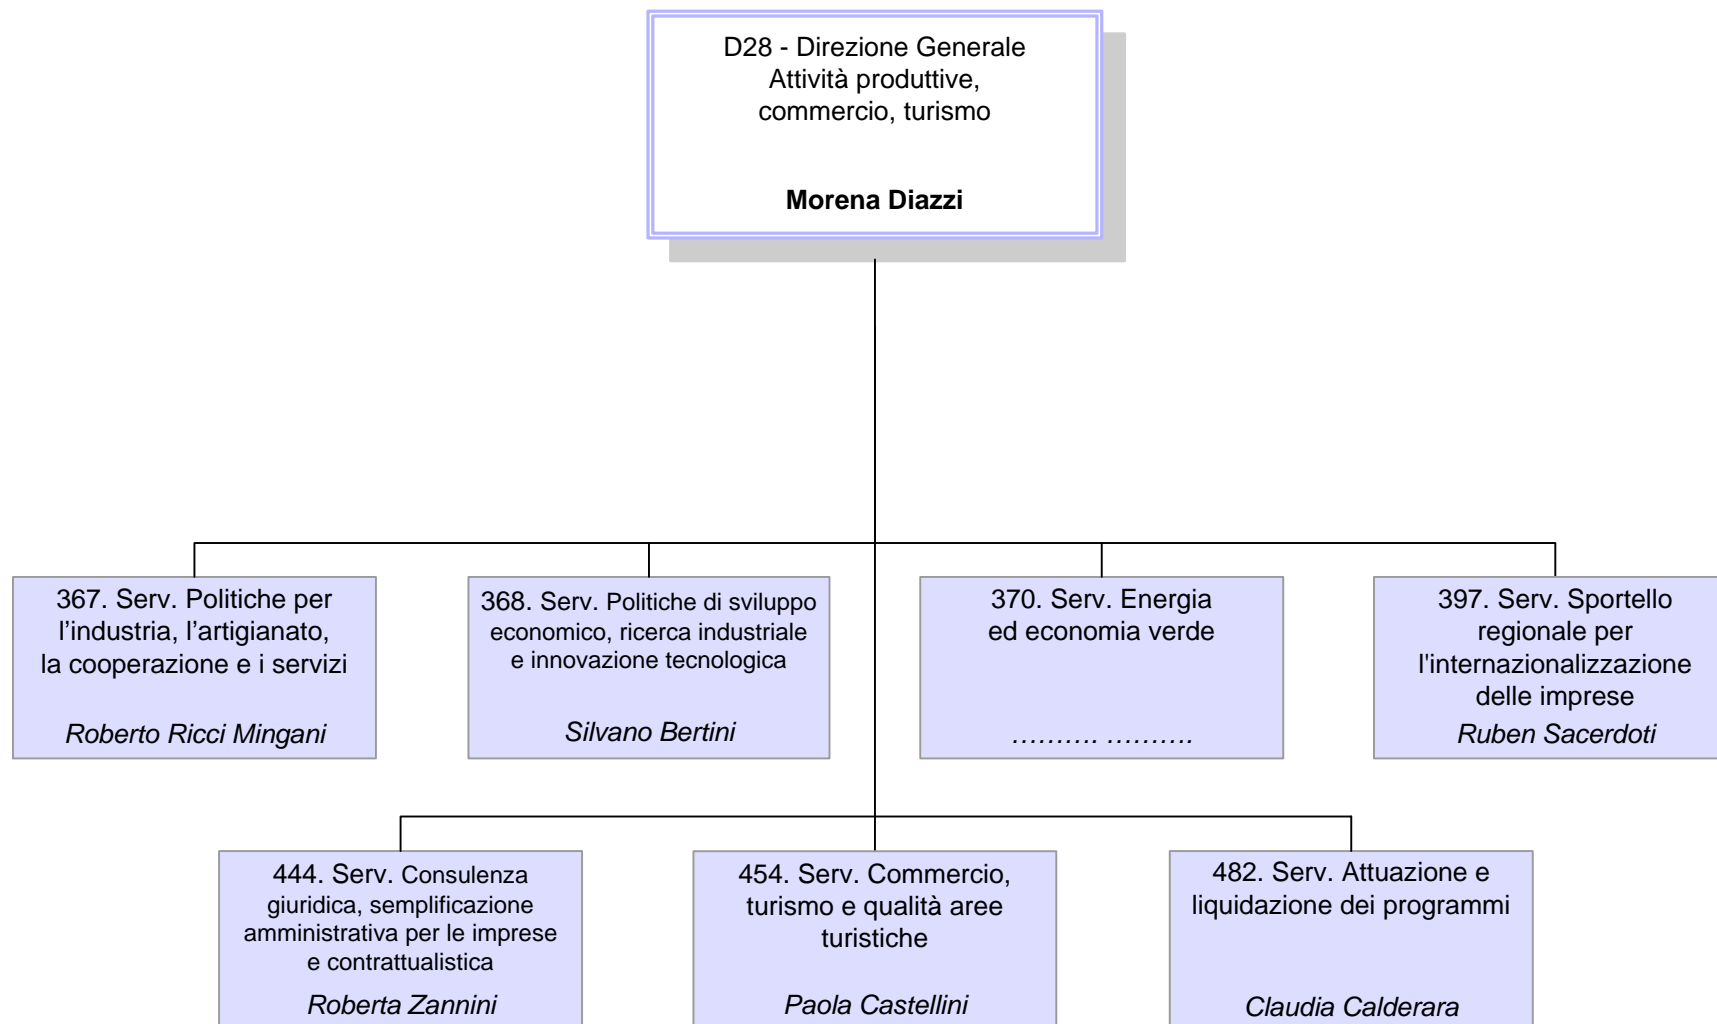 D28 - Direzione Generale
Attività produttive,
commercio, turismo
Morena Diazzi
367. Serv. Politiche per
l’industria, l’artigianato,
la cooperazione e i servizi
Roberto Ricci Mingani
368. Serv. Politiche di sviluppo
economico, ricerca industriale
e innovazione tecnologica
Silvano Bertini
370. Serv. Energia
ed economia verde
………. ……….
397. Serv. Sportello
regionale per
l'internazionalizzazione
delle imprese
Ruben Sacerdoti
444. Serv. Consulenza
giuridica, semplificazione
amministrativa per le imprese
e contrattualistica
Roberta Zannini
454. Serv. Commercio,
turismo e qualità aree
turistiche
Paola Castellini
482. Serv. Attuazione e
liquidazione dei programmi
Claudia Calderara